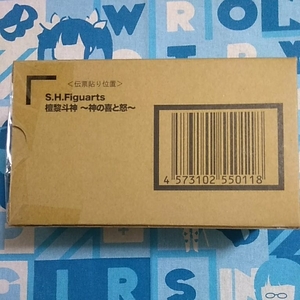 ＜伝票貼り位置＞
S.H.Figuarts
檀黎斗神 ～神の喜と怒～
4 573102 550118
GIRLS